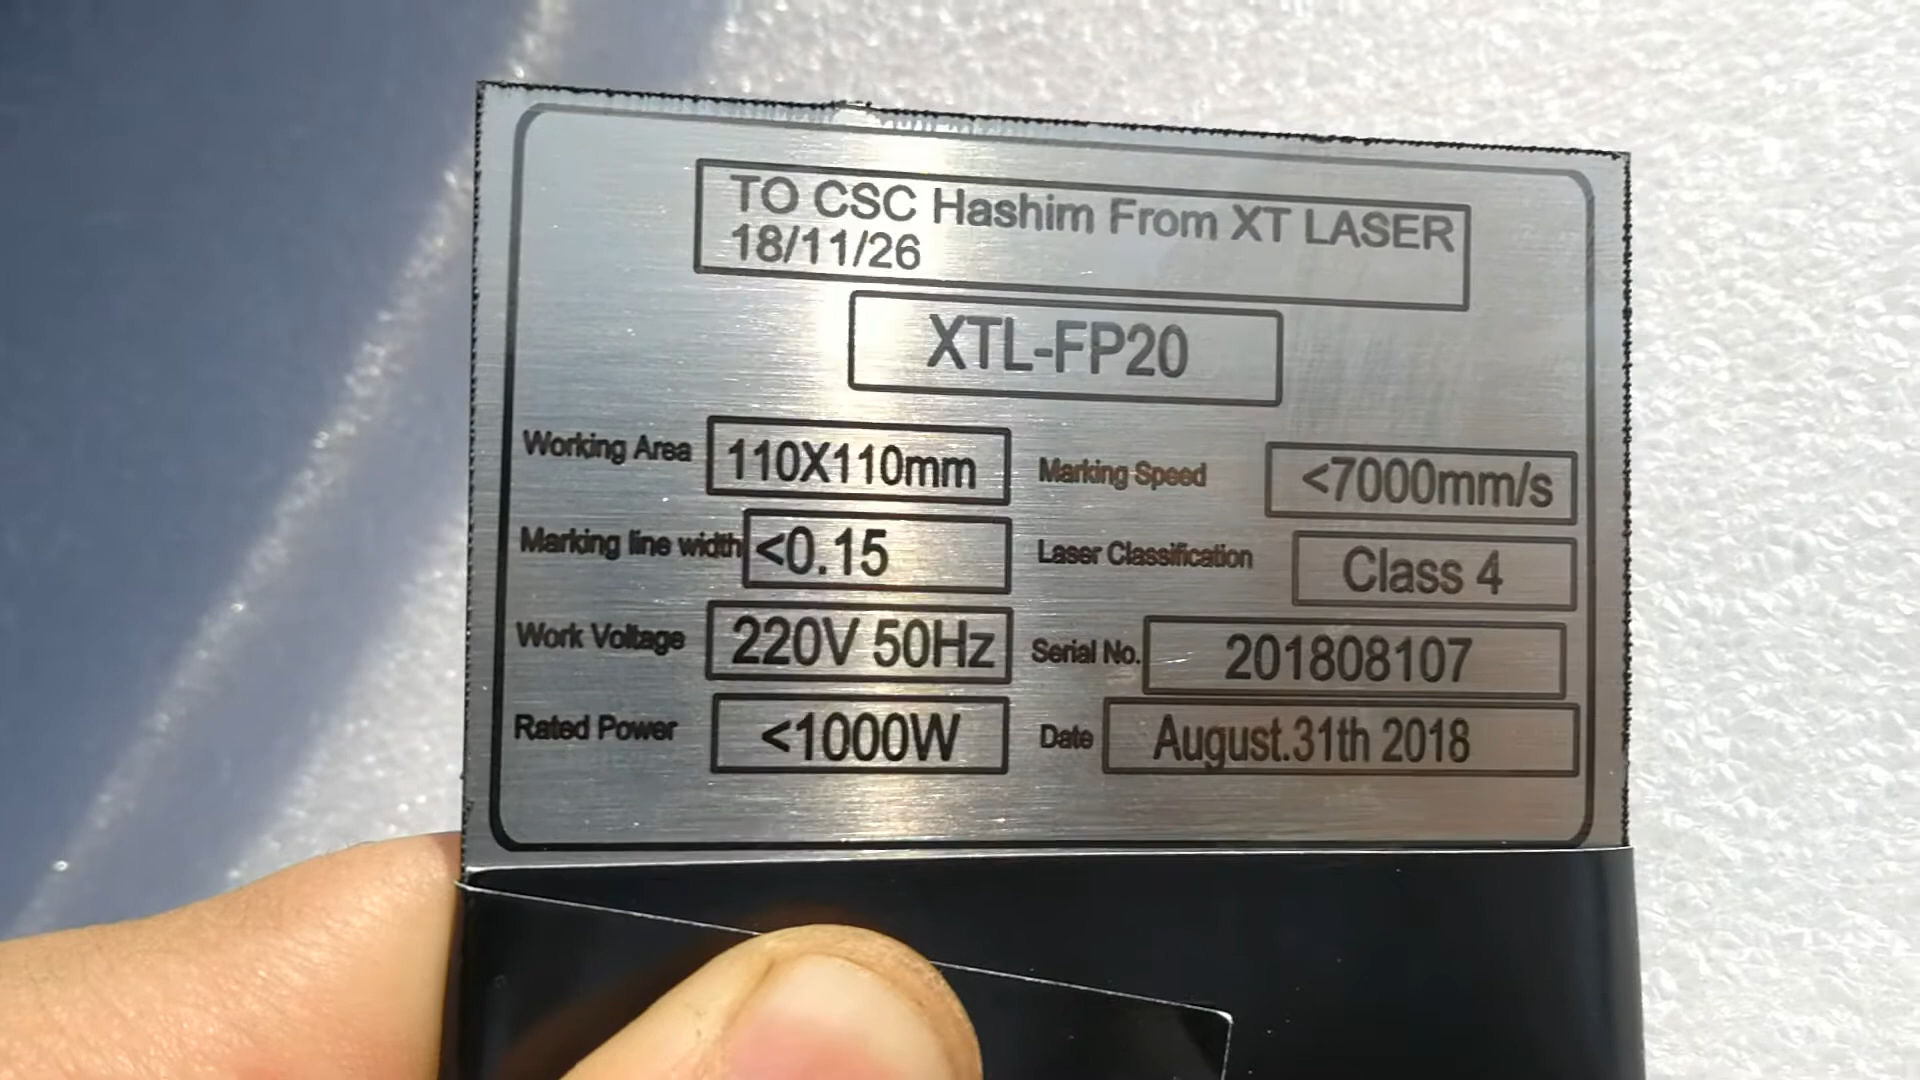 TO CSC Hashim From XT LASER
18/11/26
XTL-FP20
Working Area 110X110mm Marking Speed <7000mm/s
Marking line width <0.15 Laser Classification Class 4
Work Voltage 220V 50Hz Serial No. 201808107
Rated Power <1000W Date August.31th 2018